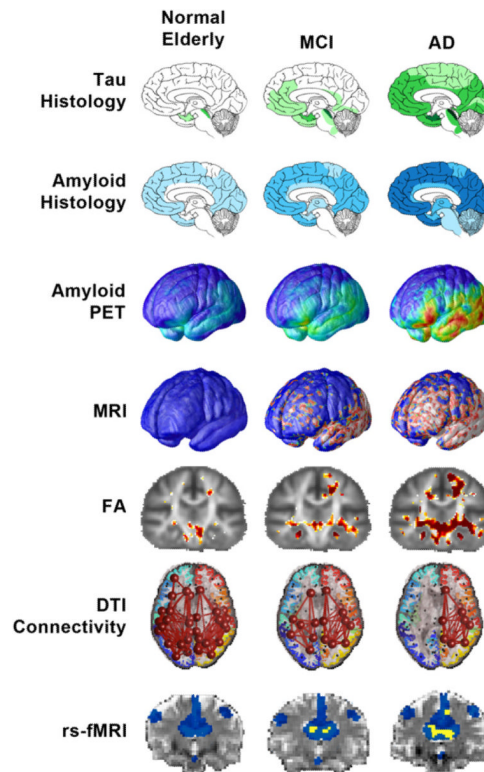 Normal
Elderly
MCI
AD
Tau
Histology
Amyloid
Histology
Amyloid
PET
MRI
FA
DTI
Connectivity
rs-fMRI